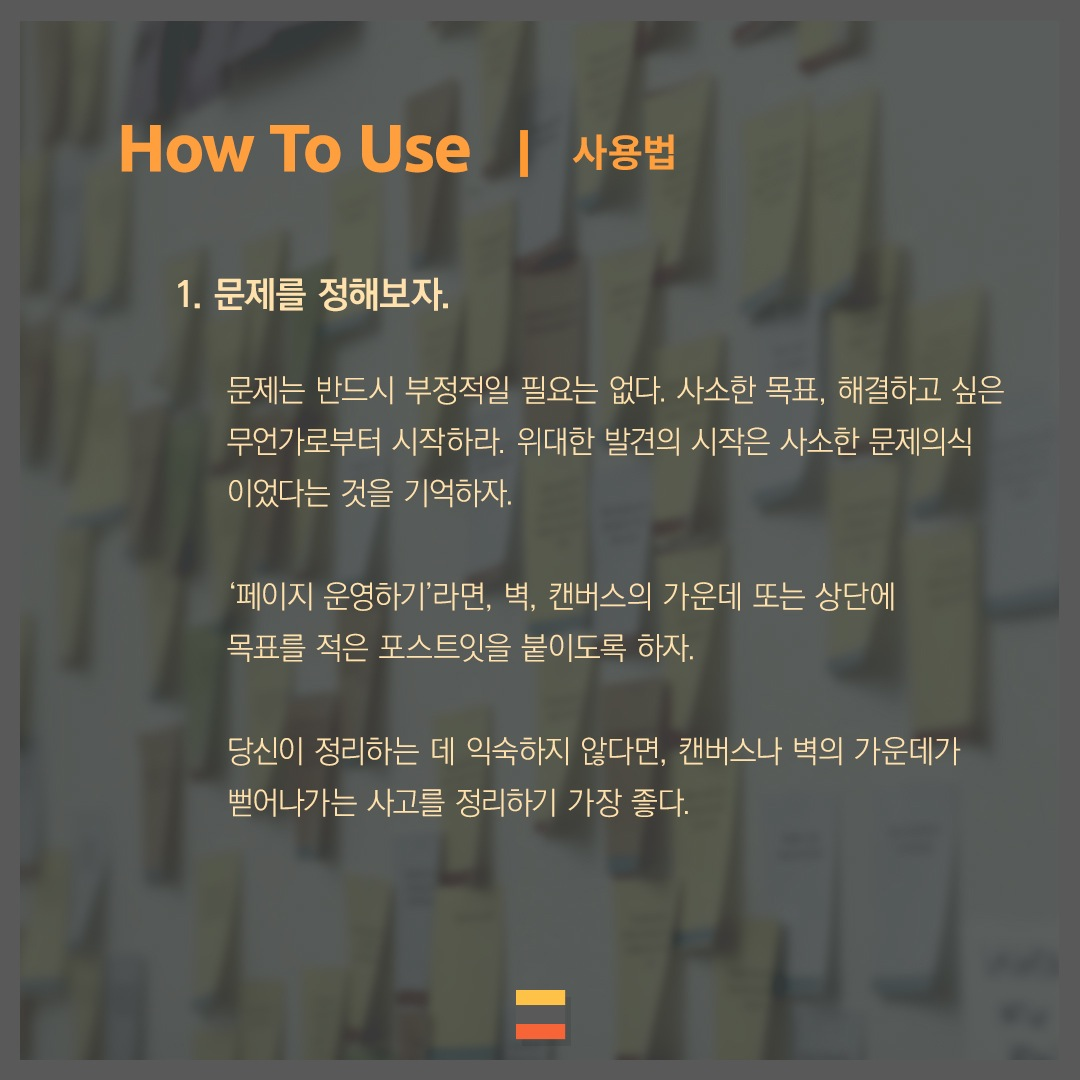 How To Use | 사용법
1. 문제를 정해보자.
문제는 반드시 부정적일 필요는 없다. 사소한 목표, 해결하고 싶은
무언가로부터 시작하라. 위대한 발견의 시작은 사소한 문제의식
이었다는 것을 기억하자.
‘페이지 운영하기’라면, 벽, 캔버스의 가운데 또는 상단에
목표를 적은 포스트잇을 붙이도록 하자.
당신이 정리하는 데 익숙하지 않다면, 캔버스나 벽의 가운데가
뻗어나가는 사고를 정리하기 가장 좋다.